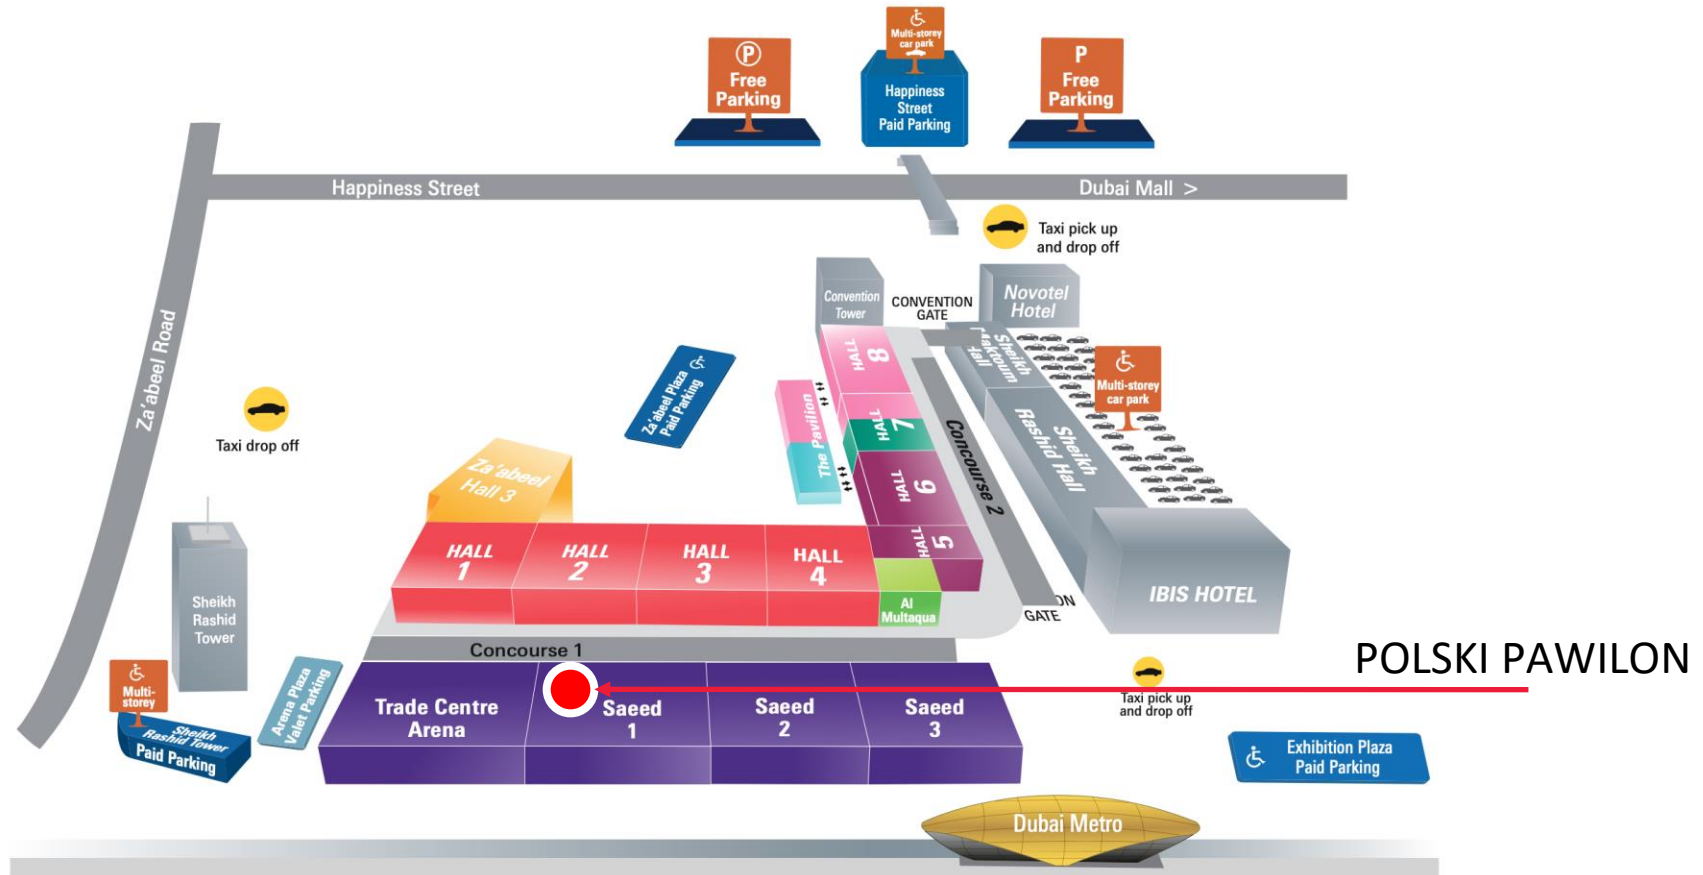 Multi-storey
car park
P
Free
Parking
Happiness
Street
Paid Parking
P
Free
Parking
Happiness Street
Dubai Mall >
Taxi pick up
and drop off
Za'abeel Road
Convention
Tower
CONVENTION
GATE
Novotel
Hotel
Sheikh
Maktoum
Hall
HALL
8
Multi-storey
car park
Za'abeel Plaza
Paid Parking
Taxi drop off
The Pavilion
HALL
7
Concourse 2
Sheikh
Rashid Hall
Za'abeel
Hall 3
HALL
6
HALL
5
HALL
1
HALL
2
HALL
3
HALL
4
Al
Multaqua
ON
GATE
IBIS HOTEL
Sheikh
Rashid
Tower
Concourse 1
POLSKI PAWILON
Multi-
storey
Arena Plaza
Valet Parking
Sheikh
Rashid Tower
Paid Parking
Trade Centre
Arena
Saeed
1
Saeed
2
Saeed
3
Taxi pick up
and drop off
Exhibition Plaza
Paid Parking
Dubai Metro